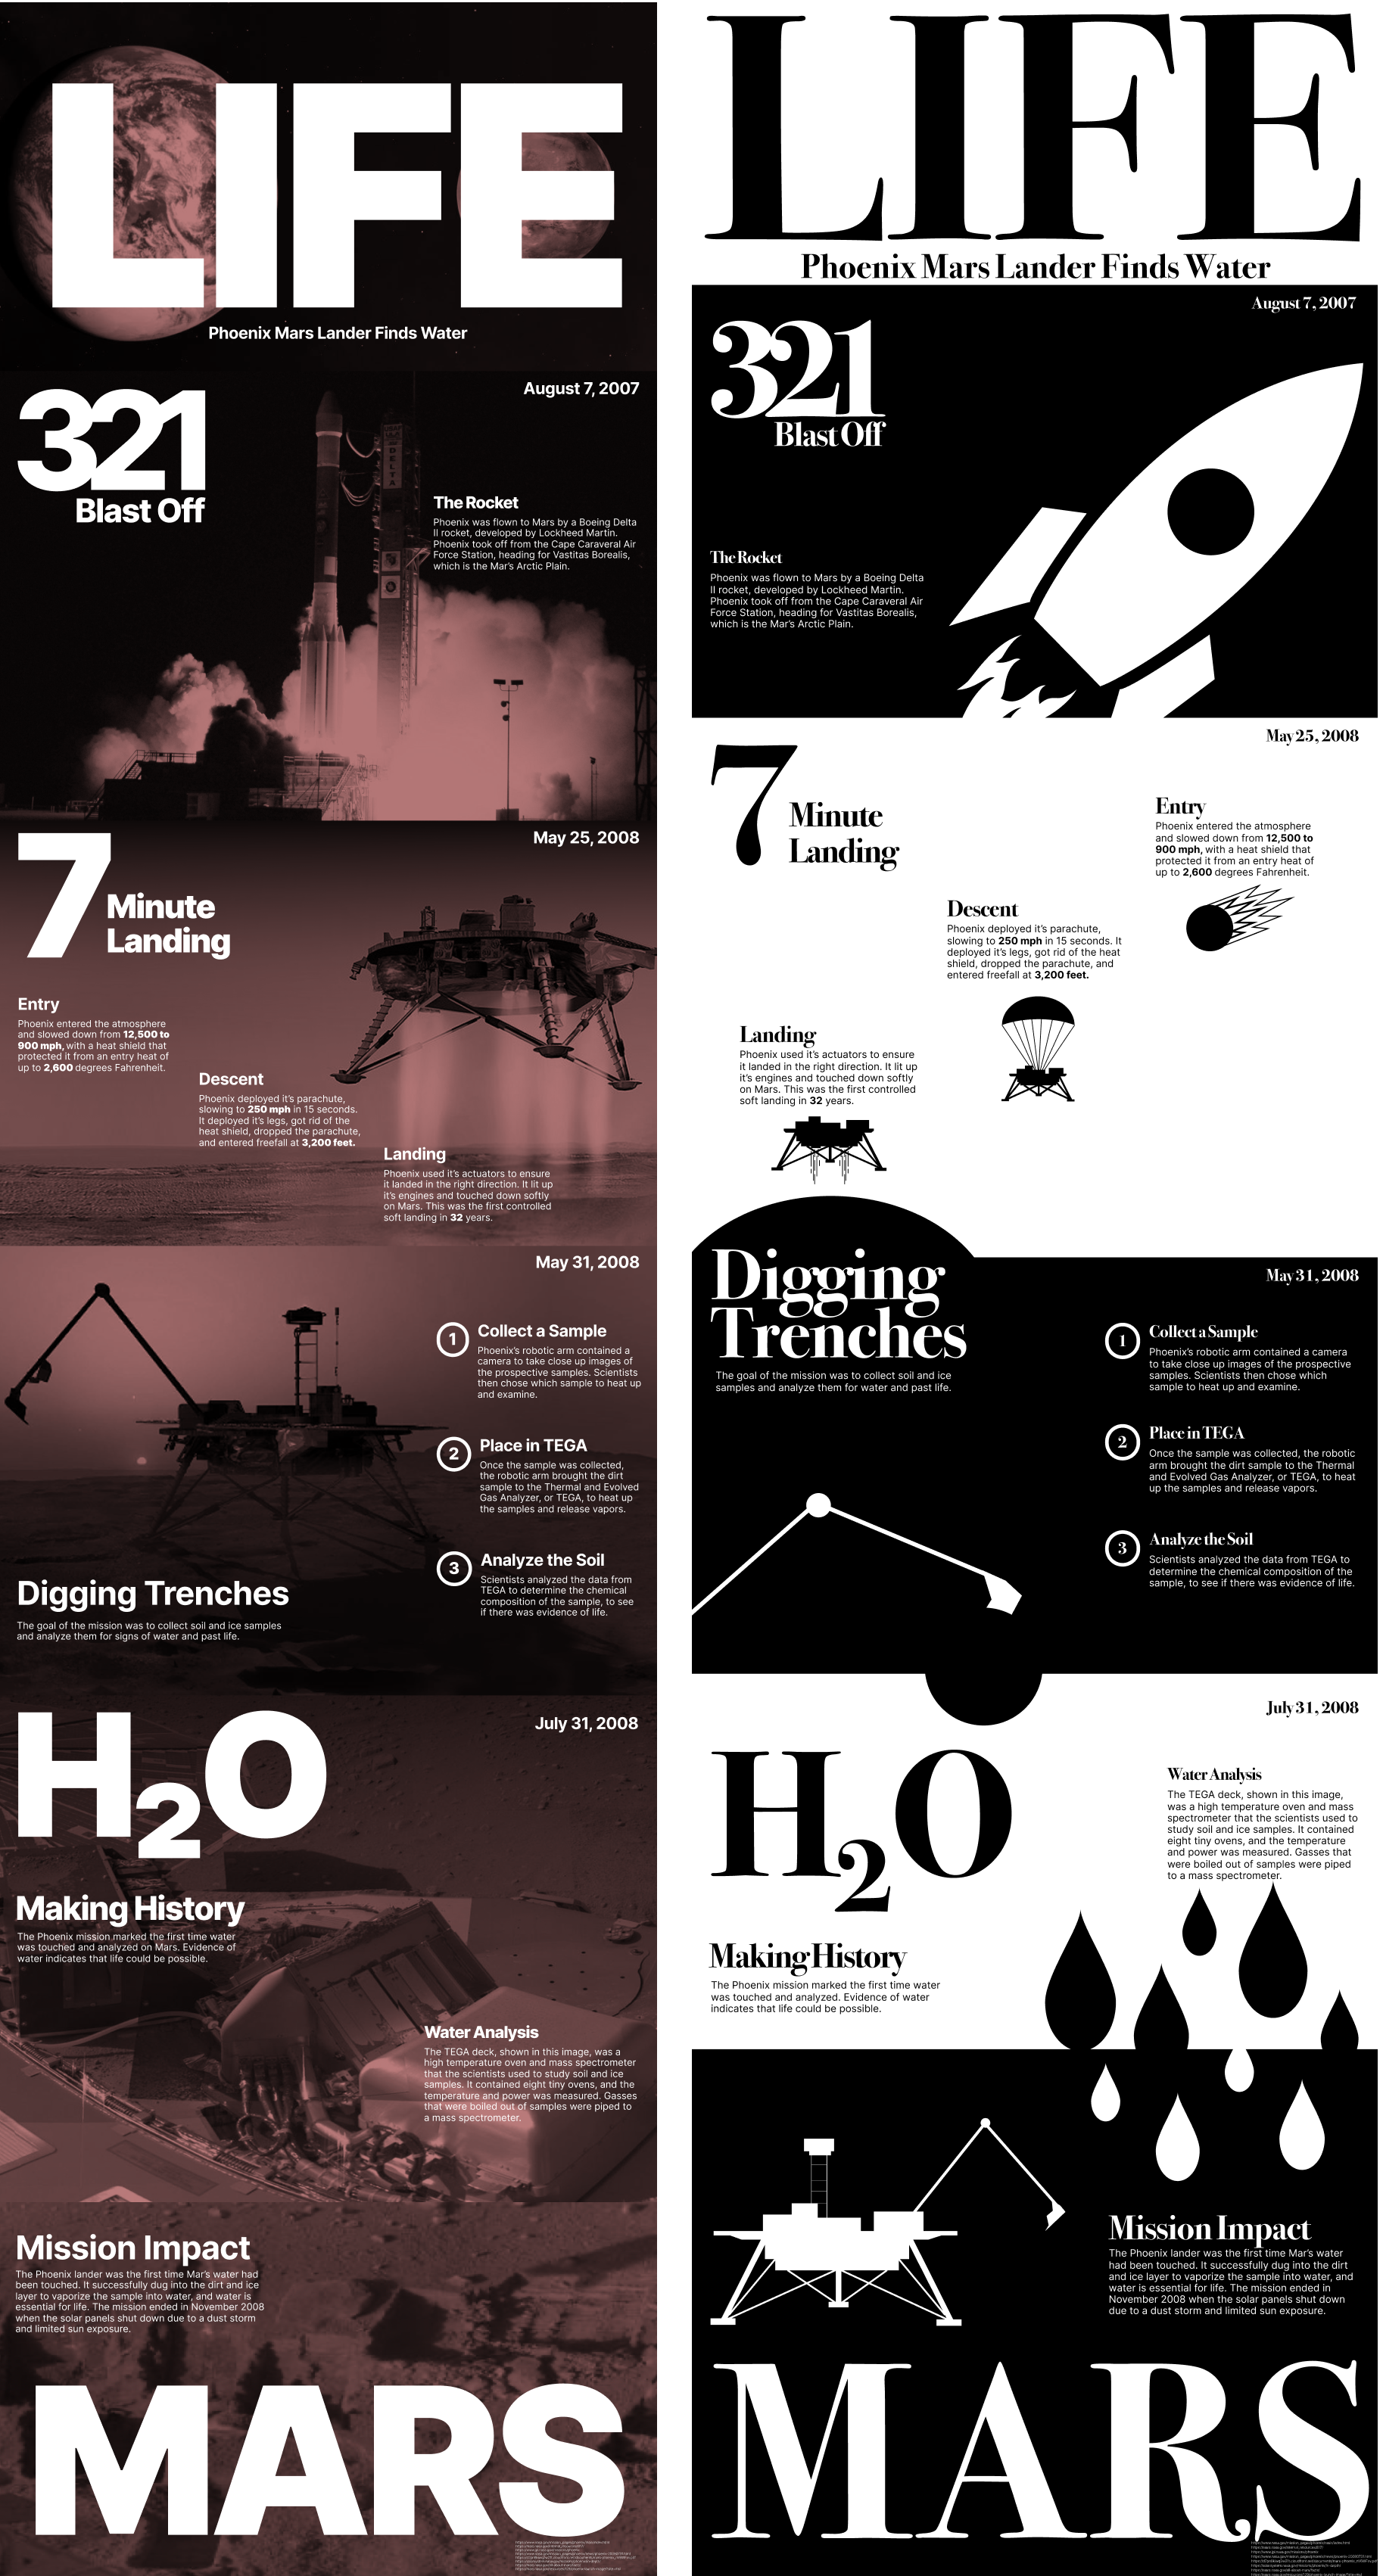 LIFE
Phoenix Mars Lander Finds Water
August 7, 2007
321
Blast Off
DELTA
The Rocket
Phoenix was flown to Mars by a Boeing Delta
II rocket, developed by Lockheed Martin.
Phoenix took off from the Cape Caraveral Air
Force Station, heading for Vastitas Borealis,
which is the Mar's Arctic Plain.
May 25, 2008
7 Minute
Landing
Entry
Phoenix entered the atmosphere
and slowed down from 12,500 to
900 mph, with a heat shield that
protected it from an entry heat of
up to 2,600 degrees Fahrenheit.
Descent
Phoenix deployed it's parachute,
slowing to 250 mph in 15 seconds.
It deployed it's legs, got rid of the
heat shield, dropped the parachute,
and entered freefall at 3,200 feet.
Landing
Phoenix used it's actuators to ensure
it landed in the right direction. It lit up
it's engines and touched down softly
on Mars. This was the first controlled
soft landing in 32 years.
May 31, 2008
1 Collect a Sample
Phoenix's robotic arm contained a
camera to take close up images of
the prospective samples. Scientists
then chose which sample to heat up
and examine.
2 Place in TEGA
Once the sample was collected,
the robotic arm brought the dirt
sample to the Thermal and Evolved
Gas Analyzer, or TEGA, to heat up
the samples and release vapors.
3 Analyze the Soil
Scientists analyzed the data from
TEGA to determine the chemical
composition of the sample, to see
if there was evidence of life.
Digging Trenches
The goal of the mission was to collect soil and ice samples
and analyze them for signs of water and past life.
H2O
July 31, 2008
Making History
The Phoenix mission marked the first time water
was touched and analyzed on Mars. Evidence of
water indicates that life could be possible.
Water Analysis
The TEGA deck, shown in this image, was a
high temperature oven and mass spectrometer
that the scientists used to study soil and ice
samples. It contained eight tiny ovens, and the
temperature and power was measured. Gasses
that were boiled out of samples were piped to
a mass spectrometer.
Mission Impact
The Phoenix lander was the first time Mar's water had
been touched. It successfully dug into the dirt and ice
layer to vaporize the sample into water, and water is
essential for life. The mission ended in November 2008
when the solar panels shut down due to a dust storm
and limited sun exposure.
MARS
LIFE
Phoenix Mars Lander Finds Water
August 7, 2007
321
Blast Off
The Rocket
Phoenix was flown to Mars by a Boeing Delta
II rocket, developed by Lockheed Martin.
Phoenix took off from the Cape Caraveral Air
Force Station, heading for Vastitas Borealis,
which is the Mar's Arctic Plain.
May 25, 2008
7 Minute
Landing
Entry
Phoenix entered the atmosphere
and slowed down from 12,500 to
900 mph, with a heat shield that
protected it from an entry heat of
up to 2,600 degrees Fahrenheit.
Descent
Phoenix deployed it's parachute,
slowing to 250 mph in 15 seconds. It
deployed it's legs, got rid of the heat
shield, dropped the parachute, and
entered freefall at 3,200 feet.
Landing
Phoenix used it's actuators to ensure
it landed in the right direction. It lit up
it's engines and touched down softly
on Mars. This was the first controlled
soft landing in 32 years.
Digging
Trenches
The goal of the mission was to collect soil and ice
samples and analyze them for water and past life.
May 31, 2008
1 Collect a Sample
Phoenix's robotic arm contained a camera
to take close up images of the prospective
samples. Scientists then chose which
sample to heat up and examine.
2 Place in TEGA
Once the sample was collected, the robotic
arm brought the dirt sample to the Thermal
and Evolved Gas Analyzer, or TEGA, to heat
up the samples and release vapors.
3 Analyze the Soil
Scientists analyzed the data from TEGA to
determine the chemical composition of the
sample, to see if there was evidence of life.
July 31, 2008
H2O
Water Analysis
The TEGA deck, shown in this image,
was a high temperature oven and mass
spectrometer that the scientists used to
study soil and ice samples. It contained
eight tiny ovens, and the temperature
and power was measured. Gasses that
were boiled out of samples were piped
to a mass spectrometer.
Making History
The Phoenix mission marked the first time water
was touched and analyzed. Evidence of water
indicates that life could be possible.
Mission Impact
The Phoenix lander was the first time Mar's water
had been touched. It successfully dug into the dirt
and ice layer to vaporize the sample into water, and
water is essential for life. The mission ended in
November 2008 when the solar panels shut down
due to a dust storm and limited sun exposure.
MARS